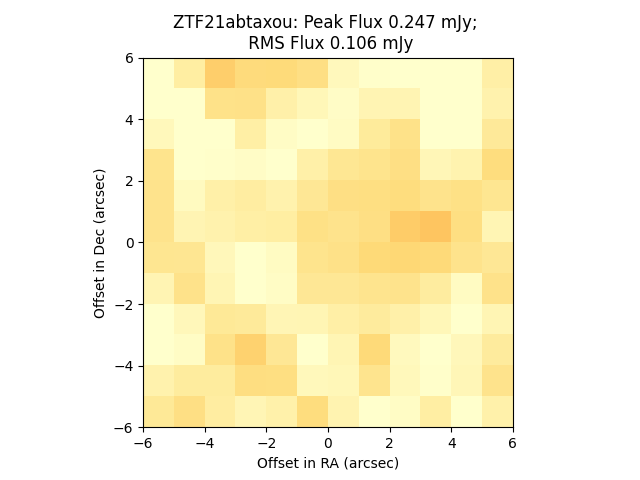 ZTF21abtaxou: Peak Flux 0.247 mJy;
RMS Flux 0.106 mJy
6
4
2
0
−2
−4
−6
Offset in Dec (arcsec)
−6 −4 −2 0 2 4 6
Offset in RA (arcsec)